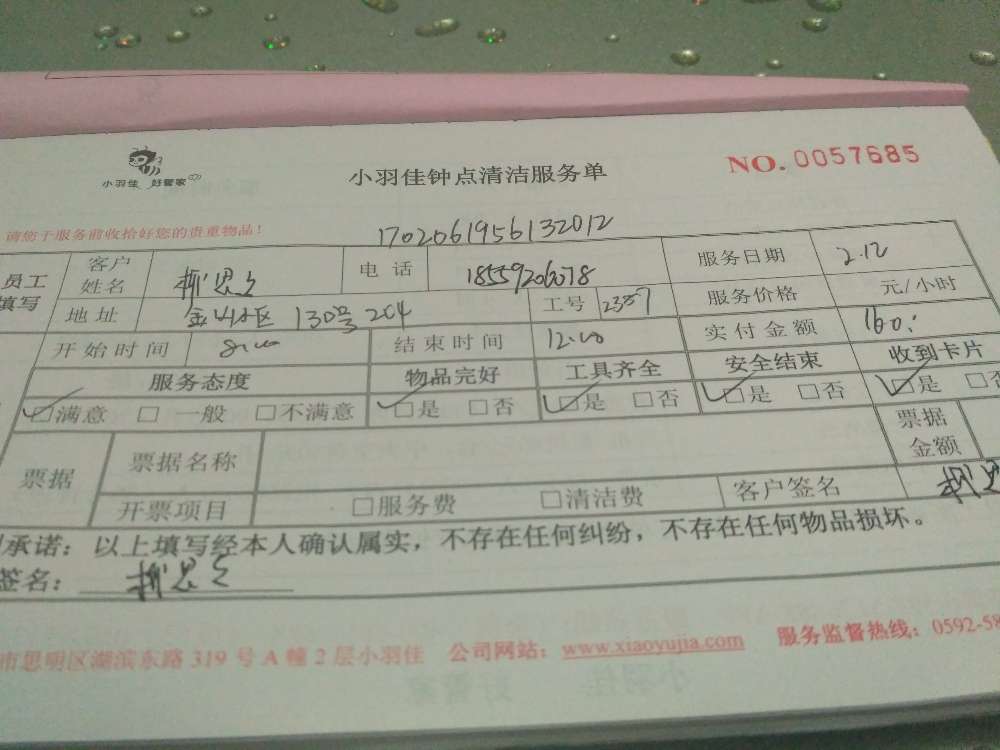 小羽佳 好管家
小羽佳钟点清洁服务单
NO. 0057685
请您于服务前收拾好您的贵重物品！
1702061956132012
员工填写 客户姓名 电话 18559206078 服务日期 2.12
地址 金山小区 130号 204 工号 服务价格 元/小时
开始时间 结束时间 12:00 实付金额 160
服务态度 物品完好 工具齐全 安全结束 收到卡片
□满意 □一般 □不满意 □是 □否 □是 □否 □是 □否 □是 □否
票据 票据名称 票据金额
开票项目 □服务费 □清洁费 客户签名
承诺：以上填写经本人确认属实，不存在任何纠纷，不存在任何物品损坏。
签名：
市思明区湖滨东路 319 号 A 幢 2 层小羽佳 公司网站：www.xiaoyujia.com 服务监督热线：0592-58